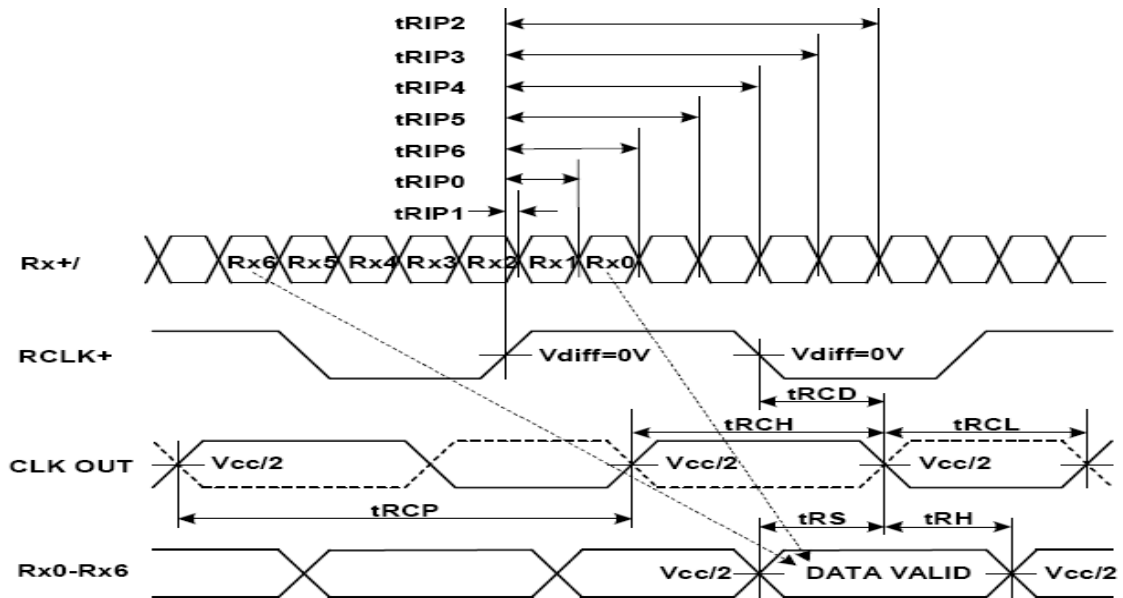 tRIP2
tRIP3
tRIP4
tRIP5
tRIP6
tRIP0
tRIP1
Rx+/ Rx6 Rx5 Rx4 Rx3 Rx2 Rx1 Rx0
RCLK+ Vdiff=0V Vdiff=0V
tRCD
tRCH tRCL
CLK OUT Vcc/2 Vcc/2 Vcc/2
tRCP tRS tRH
Rx0-Rx6 Vcc/2 DATA VALID Vcc/2